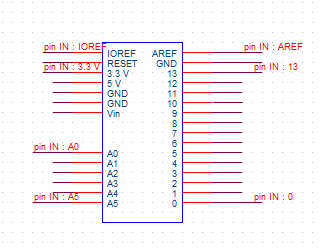 pin IN : IOREF
pin IN : AREF
IOREF AREF
RESET GND
pin IN : 3.3 V
pin IN : 13
3.3 V 13
5 V 12
GND 11
GND 10
Vin 9
8
7
6
pin IN : A0
A0 5
A1 4
A2 3
A3 2
A4 1
pin IN : A5
pin IN : 0
A5 0